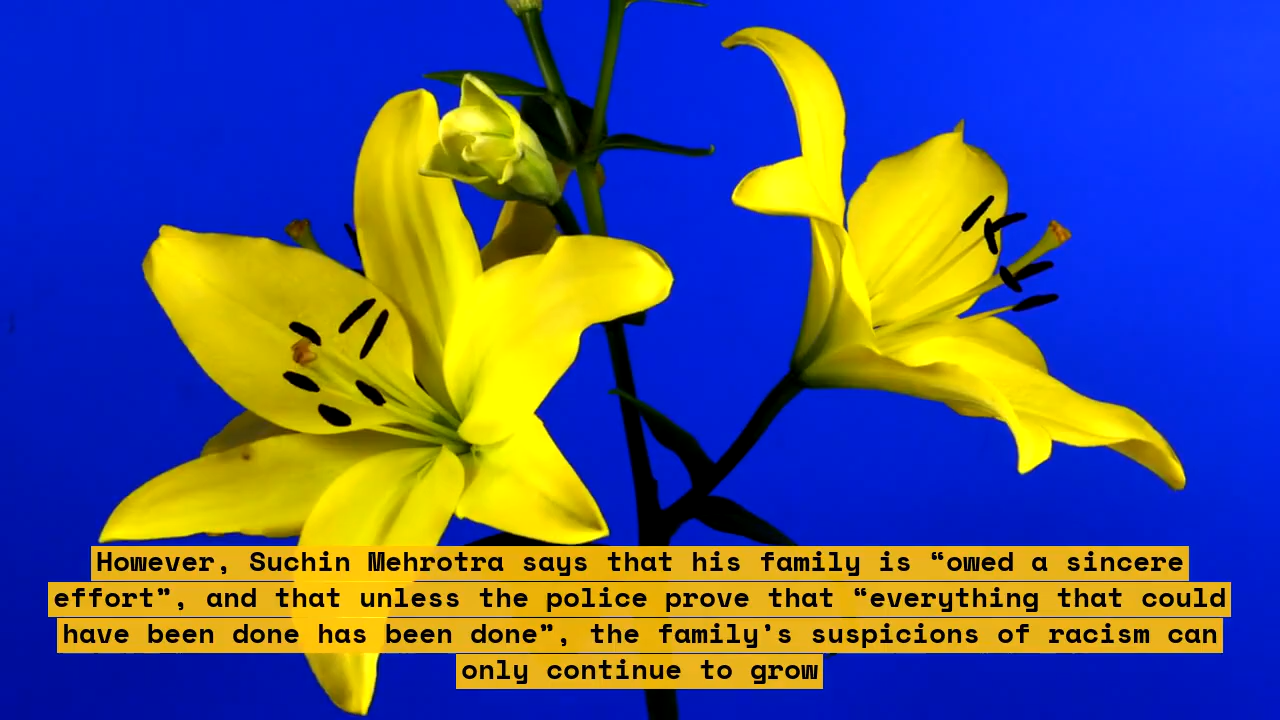 However, Suchin Mehrotra says that his family is “owed a sincere
effort”, and that unless the police prove that “everything that could
have been done has been done”, the family’s suspicions of racism can
only continue to grow